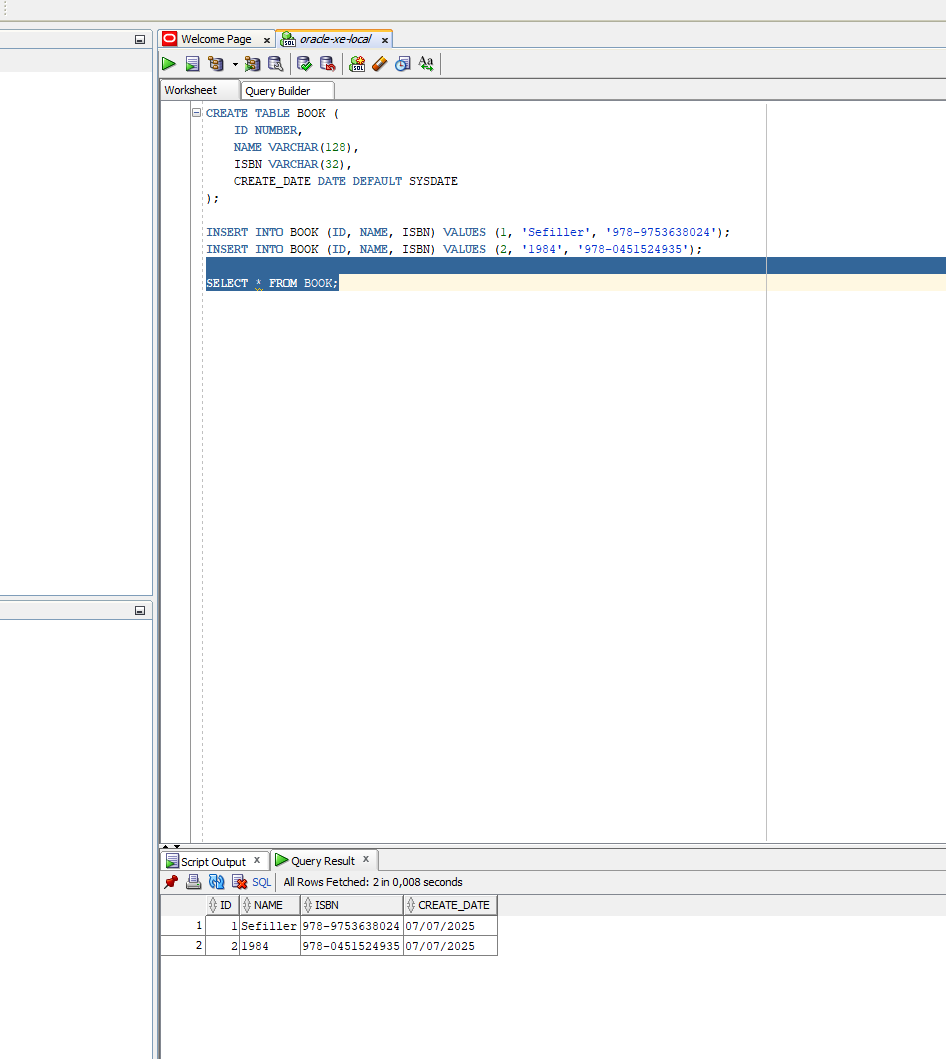 Welcome Page x oracle-xe-local x
Worksheet Query Builder
CREATE TABLE BOOK (
ID NUMBER,
NAME VARCHAR(128),
ISBN VARCHAR(32),
CREATE_DATE DATE DEFAULT SYSDATE
);
INSERT INTO BOOK (ID, NAME, ISBN) VALUES (1, 'Sefiller', '978-9753638024');
INSERT INTO BOOK (ID, NAME, ISBN) VALUES (2, '1984', '978-0451524935');
SELECT * FROM BOOK;
Script Output x Query Result x
SQL All Rows Fetched: 2 in 0,008 seconds
ID NAME ISBN CREATE_DATE
1 1 Sefiller 978-9753638024 07/07/2025
2 2 1984 978-0451524935 07/07/2025